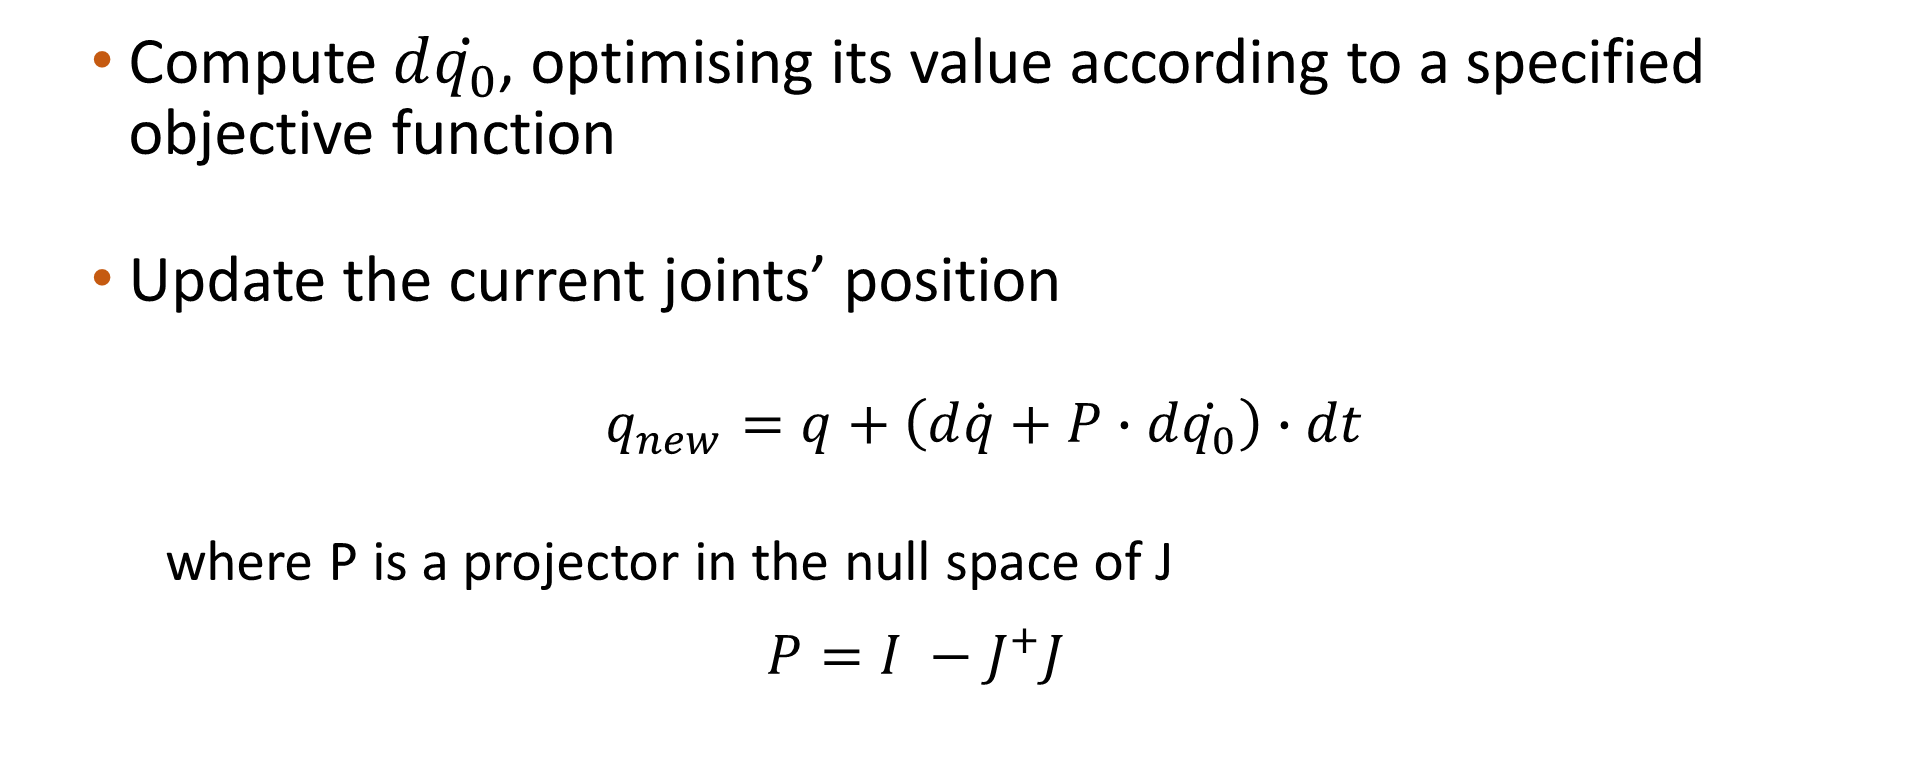 • Compute dq̇₀, optimising its value according to a specified
objective function
• Update the current joints’ position
qₙₑw = q + (dq̇ + P · dq̇₀) · dt
where P is a projector in the null space of J
P = I − J⁺J